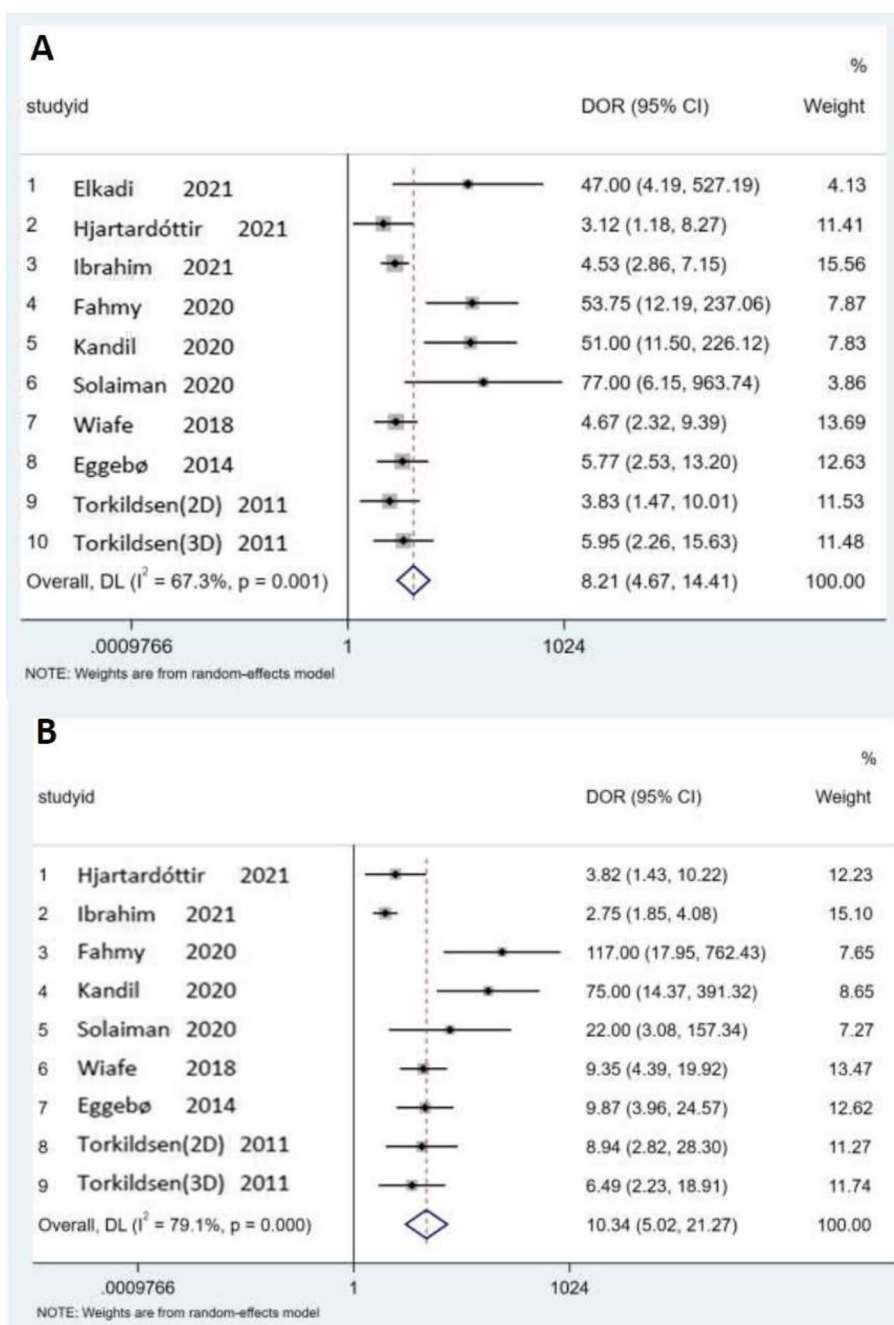 A
%
studyid DOR (95% CI) Weight
1 Elkadi 2021 47.00 (4.19, 527.19) 4.13
2 Hjartardóttir 2021 3.12 (1.18, 8.27) 11.41
3 Ibrahim 2021 4.53 (2.86, 7.15) 15.56
4 Fahmy 2020 53.75 (12.19, 237.06) 7.87
5 Kandil 2020 51.00 (11.50, 226.12) 7.83
6 Solaiman 2020 77.00 (6.15, 963.74) 3.86
7 Wiafe 2018 4.67 (2.32, 9.39) 13.69
8 Eggebø 2014 5.77 (2.53, 13.20) 12.63
9 Torkildsen(2D) 2011 3.83 (1.47, 10.01) 11.53
10 Torkildsen(3D) 2011 5.95 (2.26, 15.63) 11.48
Overall, DL (I² = 67.3%, p = 0.001) 8.21 (4.67, 14.41) 100.00
.0009766 1 1024
NOTE: Weights are from random-effects model
B
%
studyid DOR (95% CI) Weight
1 Hjartardóttir 2021 3.82 (1.43, 10.22) 12.23
2 Ibrahim 2021 2.75 (1.85, 4.08) 15.10
3 Fahmy 2020 117.00 (17.95, 762.43) 7.65
4 Kandil 2020 75.00 (14.37, 391.32) 8.65
5 Solaiman 2020 22.00 (3.08, 157.34) 7.27
6 Wiafe 2018 9.35 (4.39, 19.92) 13.47
7 Eggebø 2014 9.87 (3.96, 24.57) 12.62
8 Torkildsen(2D) 2011 8.94 (2.82, 28.30) 11.27
9 Torkildsen(3D) 2011 6.49 (2.23, 18.91) 11.74
Overall, DL (I² = 79.1%, p = 0.000) 10.34 (5.02, 21.27) 100.00
.0009766 1 1024
NOTE: Weights are from random-effects model